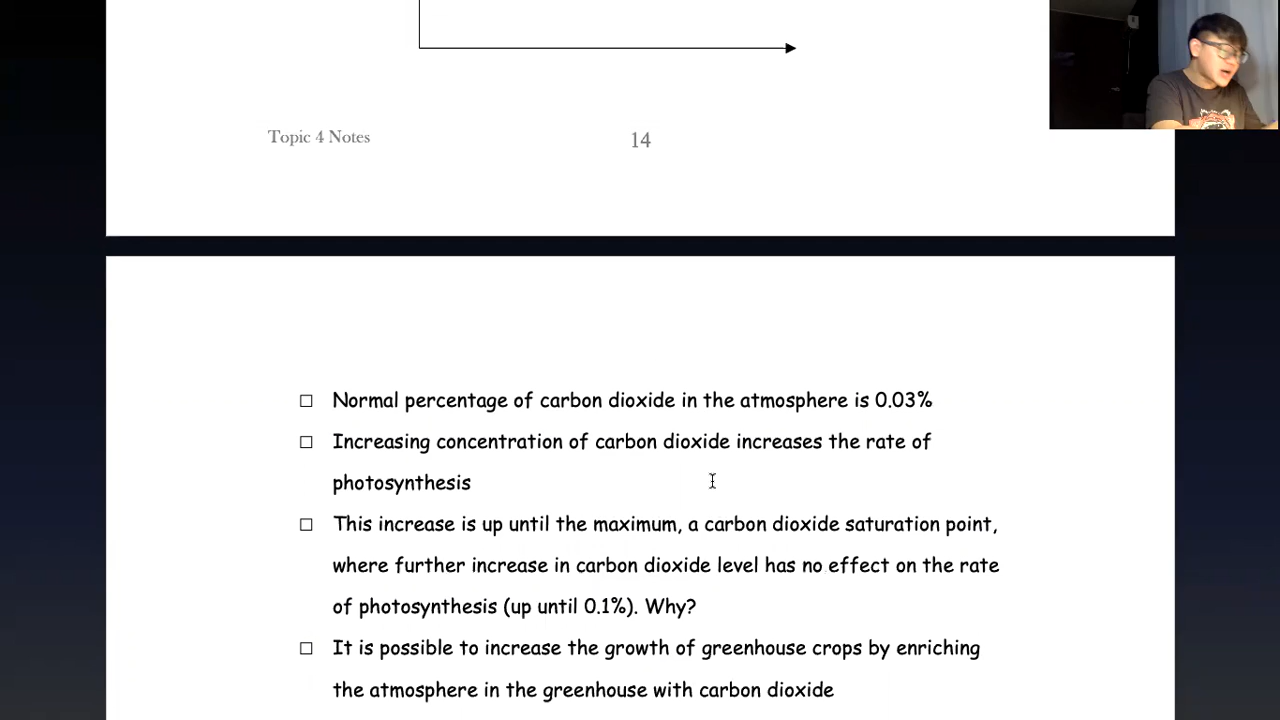 Topic 4 Notes
14
☐ Normal percentage of carbon dioxide in the atmosphere is 0.03%
☐ Increasing concentration of carbon dioxide increases the rate of
photosynthesis
☐ This increase is up until the maximum, a carbon dioxide saturation point,
where further increase in carbon dioxide level has no effect on the rate
of photosynthesis (up until 0.1%). Why?
☐ It is possible to increase the growth of greenhouse crops by enriching
the atmosphere in the greenhouse with carbon dioxide